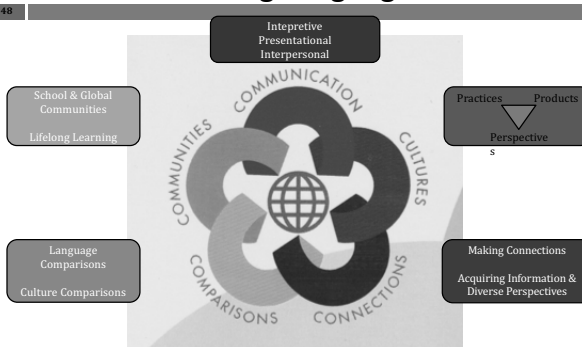 48
Intepretive
Presentational
Interpersonal
COMMUNICATION
School & Global
Communities
Lifelong Learning
Practices Products
Perspective
s
COMMUNITIES
CULTURES
Language
Comparisons
Culture Comparisons
COMPARISONS
CONNECTIONS
Making Connections
Acquiring Information &
Diverse Perspectives